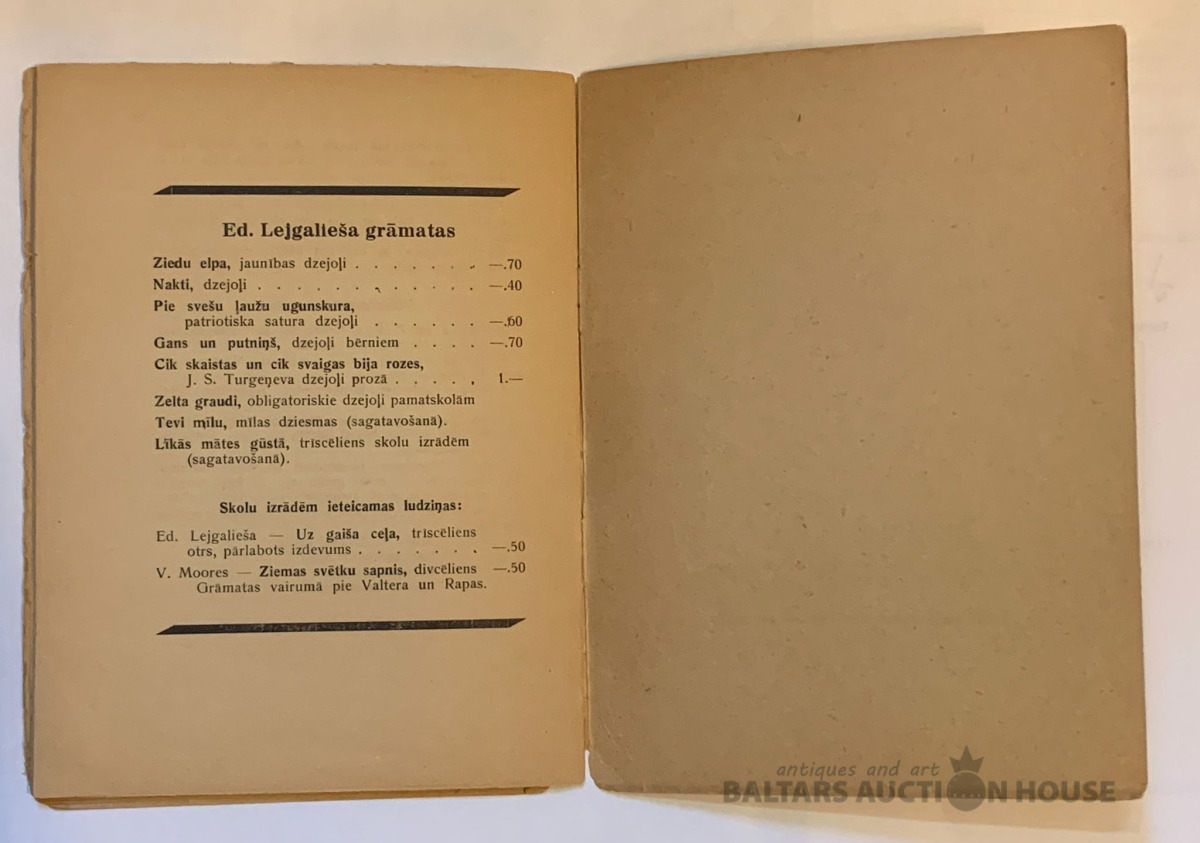 Ed. Lejgalieša grāmatas
Ziedu elpa, jaunības dzejoļi . . . . . . . —.70
Nakti, dzejoļi . . . . . . . . . . . . —.40
Pie svešu ļaužu ugunskura,
patriotiska satura dzejoļi . . . . . . —.60
Gans un putniņš, dzejoļi bērniem . . . . —.70
Cik skaistas un cik svaigas bija rozes,
J. S. Turgeņeva dzejoļi prozā . . . . . 1.—
Zelta graudi, obligatoriskie dzejoļi pamatskolām
Tevi mīlu, mīlas dziesmas (sagatavošanā).
Līkās mātes gūstā, trīscēliens skolu izrādēm
(sagatavošanā).
Skolu izrādēm ieteicamas ludziņas:
Ed. Lejgalieša — Uz gaiša ceļa, trīscēliens
otrs, pārlabots izdevums . . . . . . . —.50
V. Moores — Ziemas svētku sapnis, divcēliens —.50
Grāmatas vairumā pie Valtera un Rapas.
antiques and art
BALTARS AUCTION HOUSE